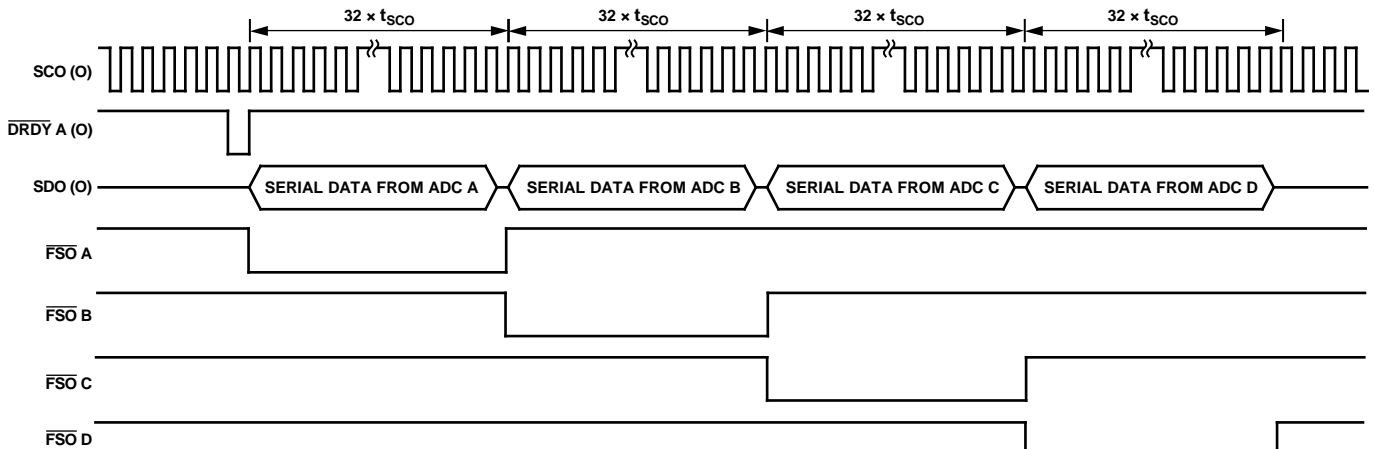 32 × tSCO 32 × tSCO 32 × tSCO 32 × tSCO
SCO (O)
DRDY A (O)
SDO (O) SERIAL DATA FROM ADC A SERIAL DATA FROM ADC B SERIAL DATA FROM ADC C SERIAL DATA FROM ADC D
FSO A
FSO B
FSO C
FSO D